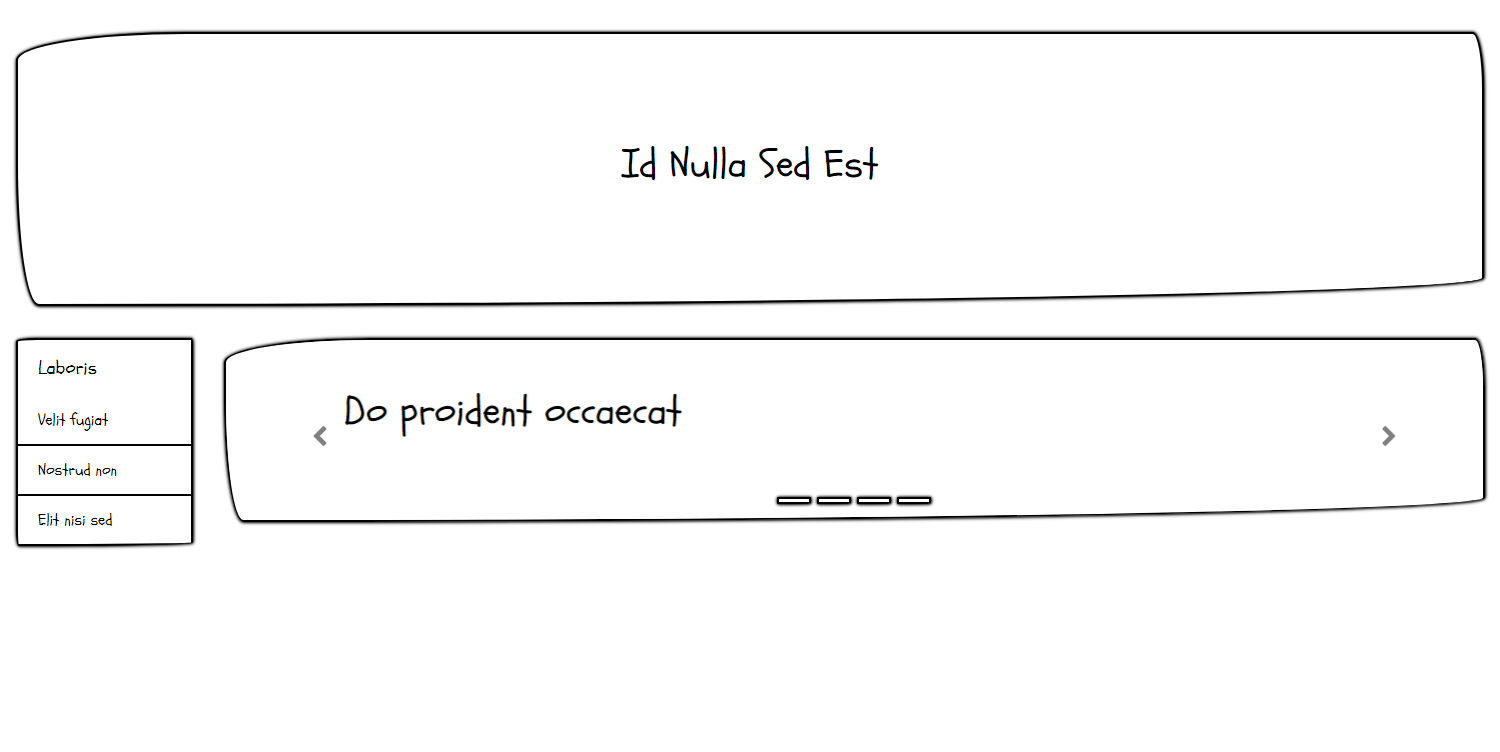 Id Nulla Sed Est
Laboris
Velit fugiat
Nostrud non
Elit nisi sed
Do proident occaecat